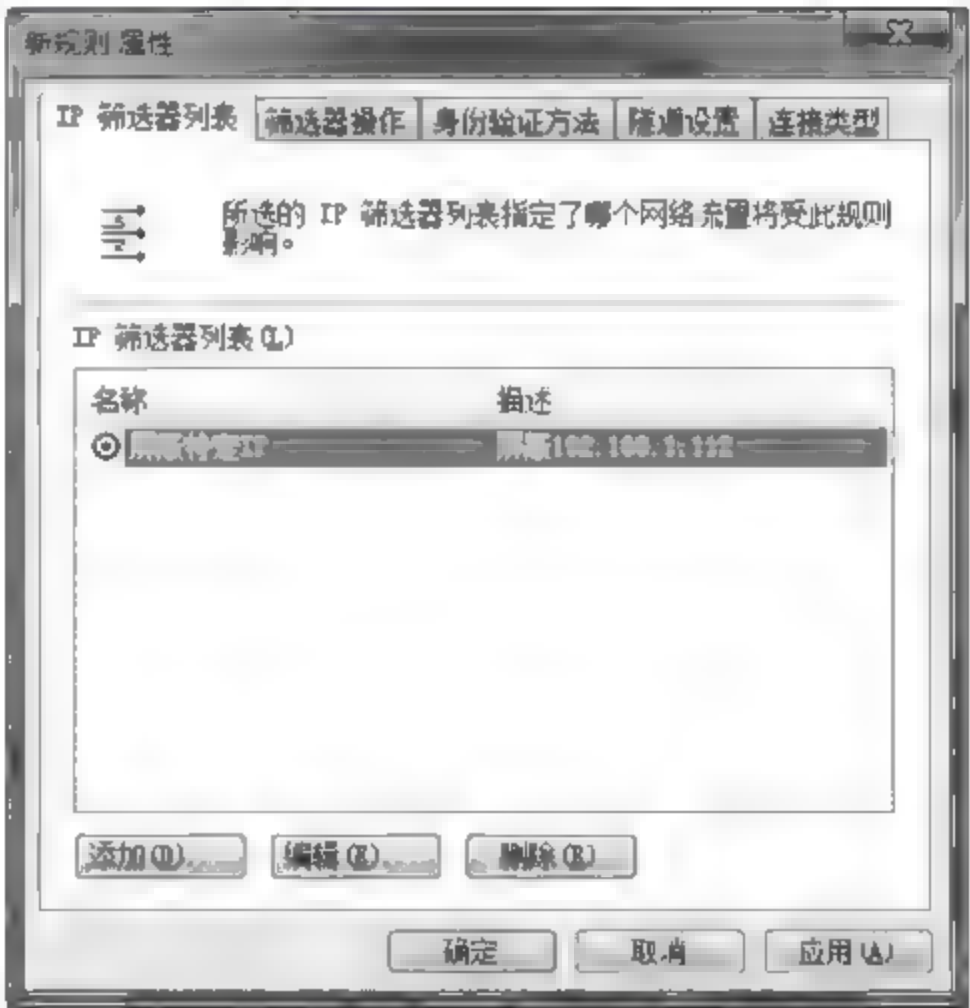 新规则 属性
IP 筛选器列表 筛选器操作 身份验证方法 隧道设置 连接类型
所选的 IP 筛选器列表指定了哪个网络流量将受此规则
影响。
IP 筛选器列表(L)
名称 描述
IP
添加(D)... 编辑(E)... 删除(R)
确定 取消 应用(A)